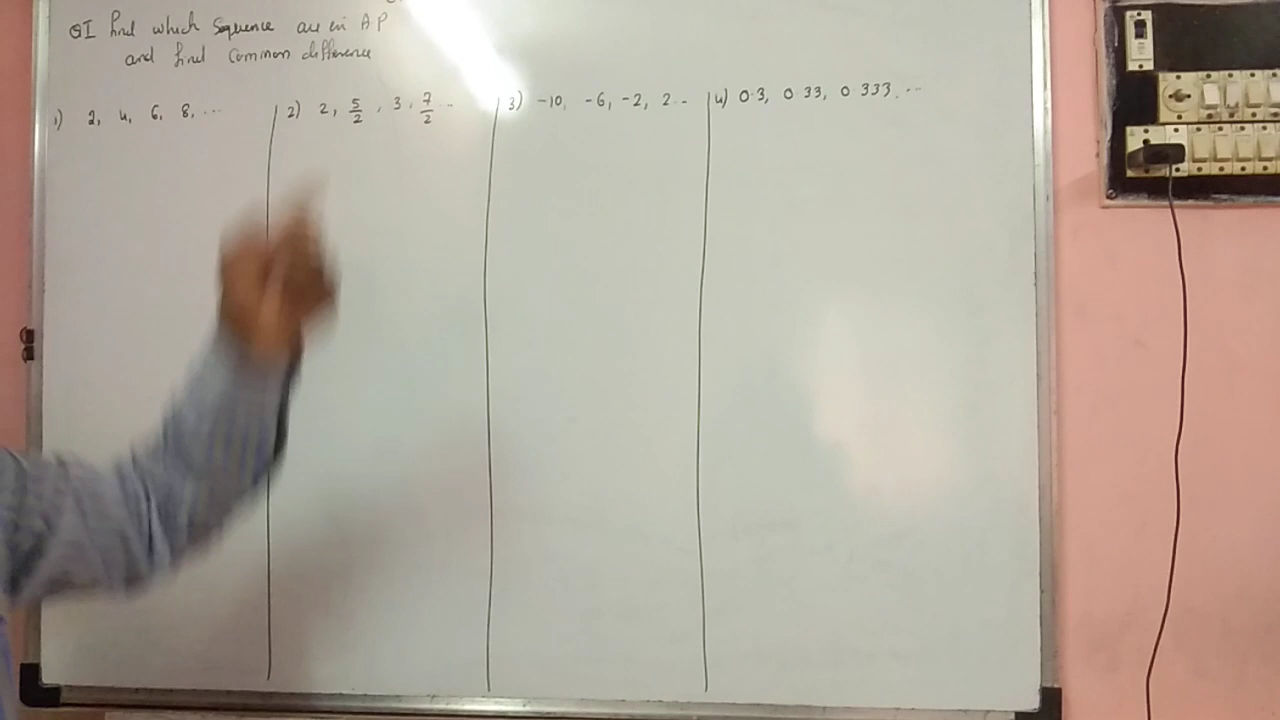 QI find which Sequence are in A P
and find Common difference
1) 2, 4, 6, 8, ...
2) 2, 5/2, 3, 7/2 ..
3) -10, -6, -2, 2 ..
4) 0.3, 0.33, 0.333, ...